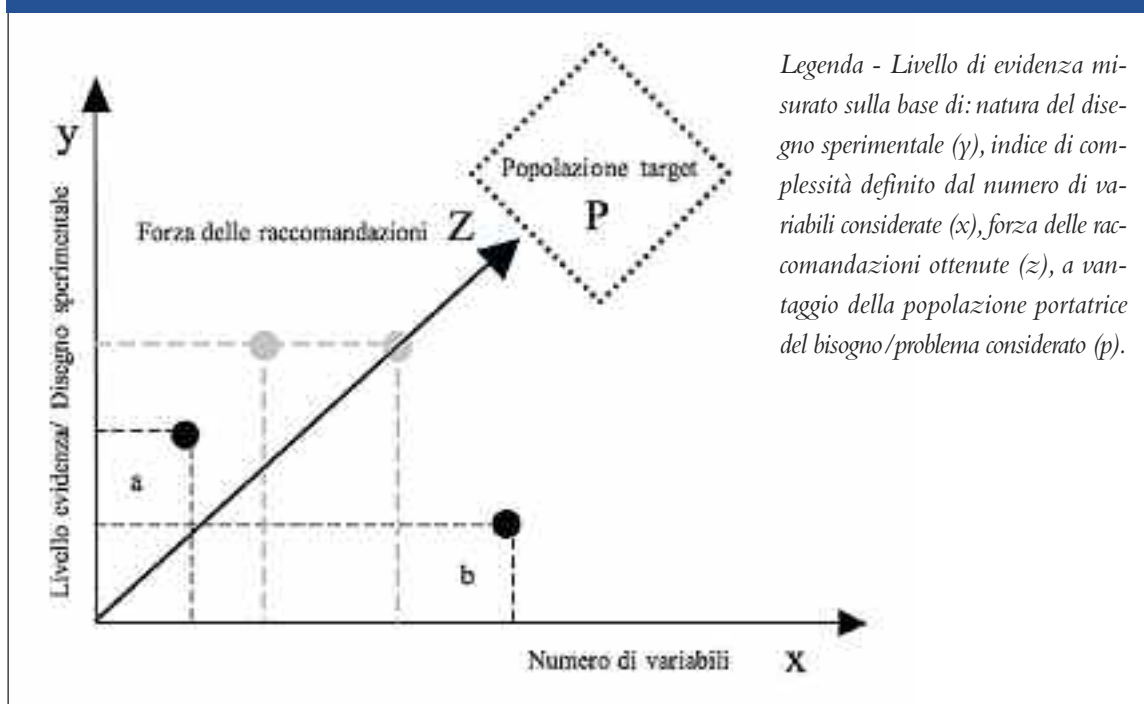 Legenda - Livello di evidenza mi-
surato sulla base di: natura del dise-
gno sperimentale (y), indice di com-
plessità definito dal numero di va-
riabili considerate (x), forza delle rac-
comandazioni ottenute (z), a van-
taggio della popolazione portatrice
del bisogno/problema considerato (p).
y
Livello evidenza/ Disegno sperimentale
Popolazione target
P
Forza delle raccomandazioni Z
a
b
Numero di variabili X